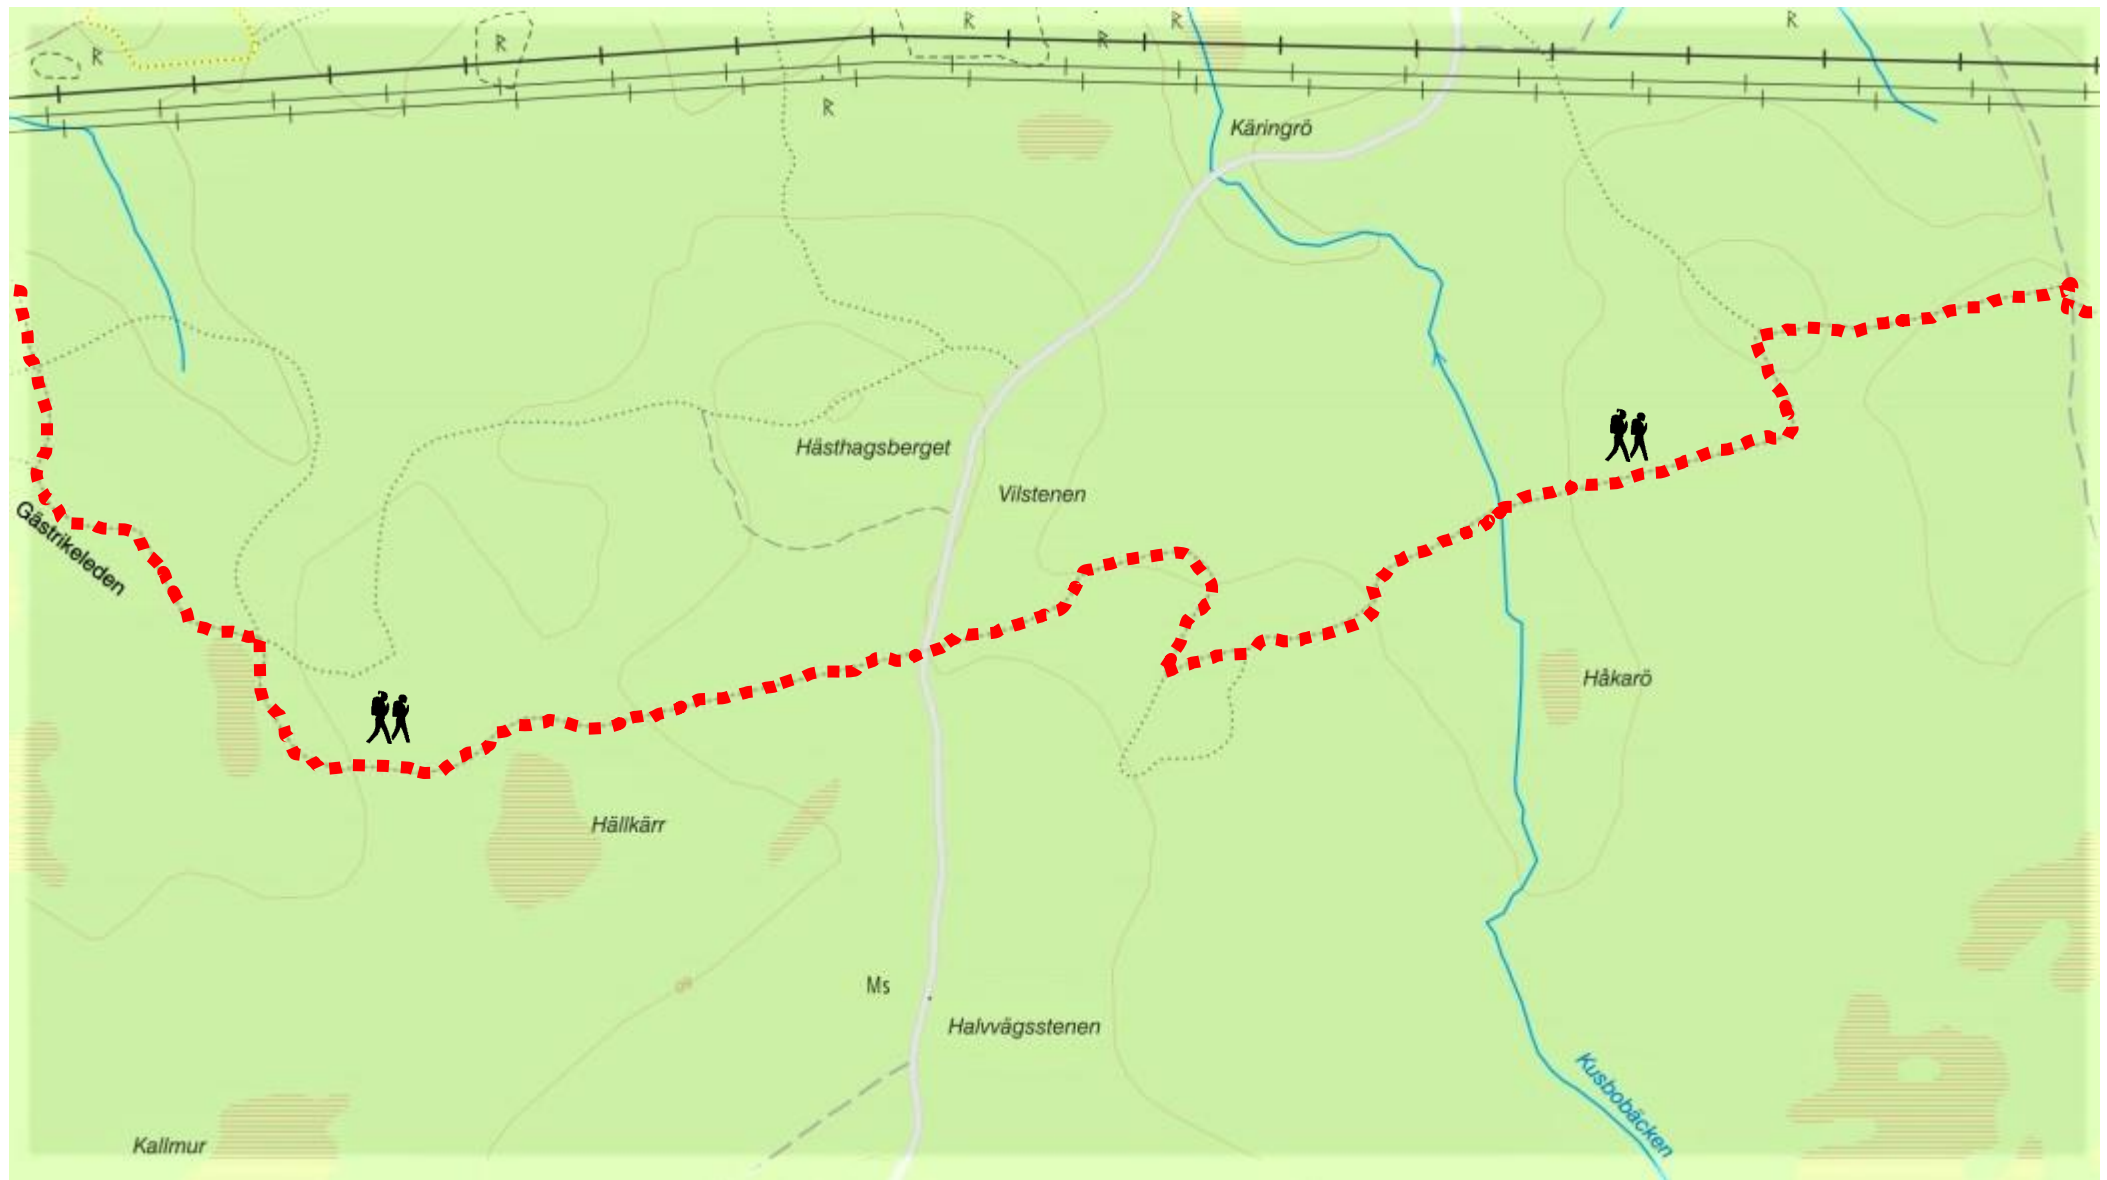 R
R
R
R
R
R
R
Käringrö
Hästhagsberget
Vilstenen
Gästrikeleden
Håkarö
Hällkärr
Ms
Halvvägsstenen
Kusbobäcken
Kallmur